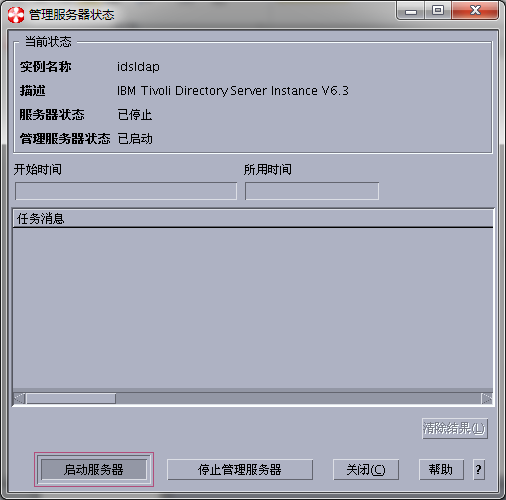 管理服务器状态
当前状态
实例名称 idsldap
描述 IBM Tivoli Directory Server Instance V6.3
服务器状态 已停止
管理服务器状态 已启动
开始时间 所用时间
任务消息
清除结果(L)
启动服务器 停止管理服务器 关闭(C) 帮助 ?